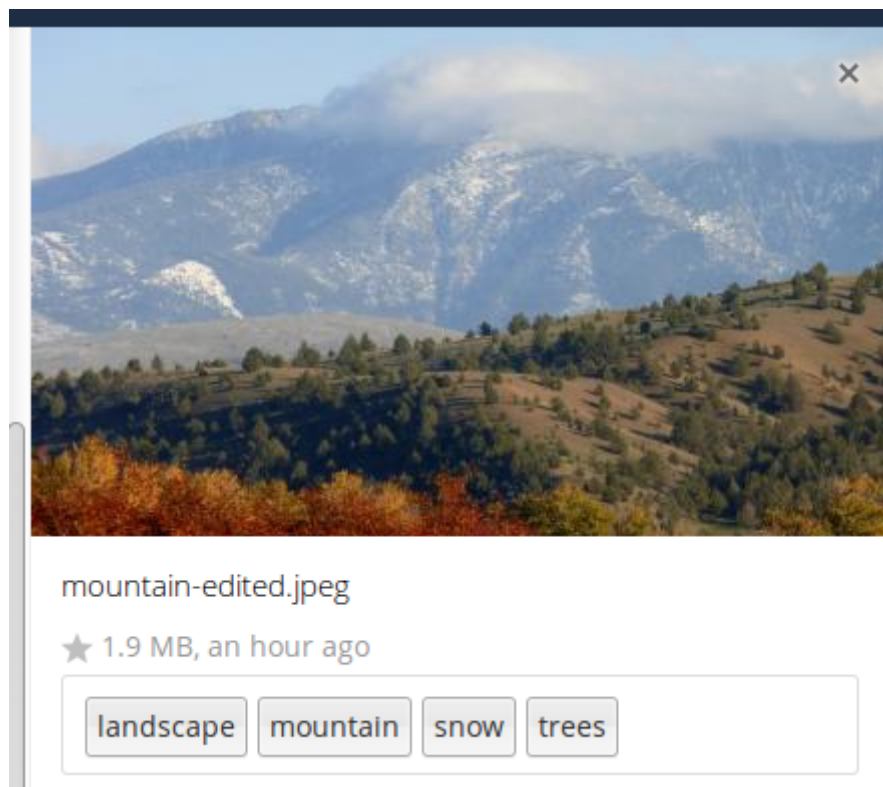 mountain-edited.jpeg
1.9 MB, an hour ago
landscape mountain snow trees